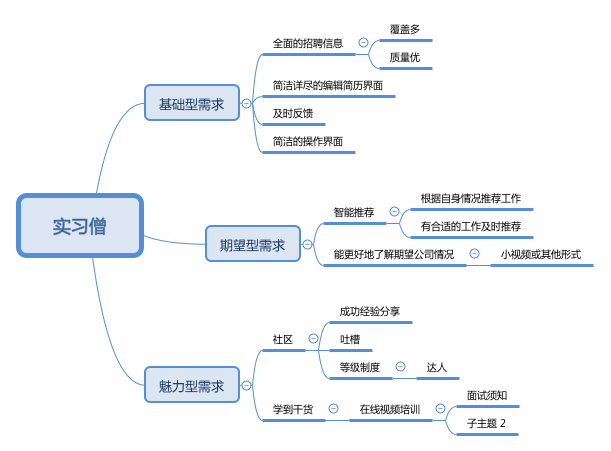 实习僧
基础型需求
全面的招聘信息
覆盖多
质量优
简洁详尽的编辑简历界面
及时反馈
简洁的操作界面
期望型需求
智能推荐
根据自身情况推荐工作
有合适的工作及时推荐
能更好地了解期望公司情况
小视频或其他形式
魅力型需求
社区
成功经验分享
吐槽
等级制度
达人
学到干货
在线视频培训
面试须知
子主题 2